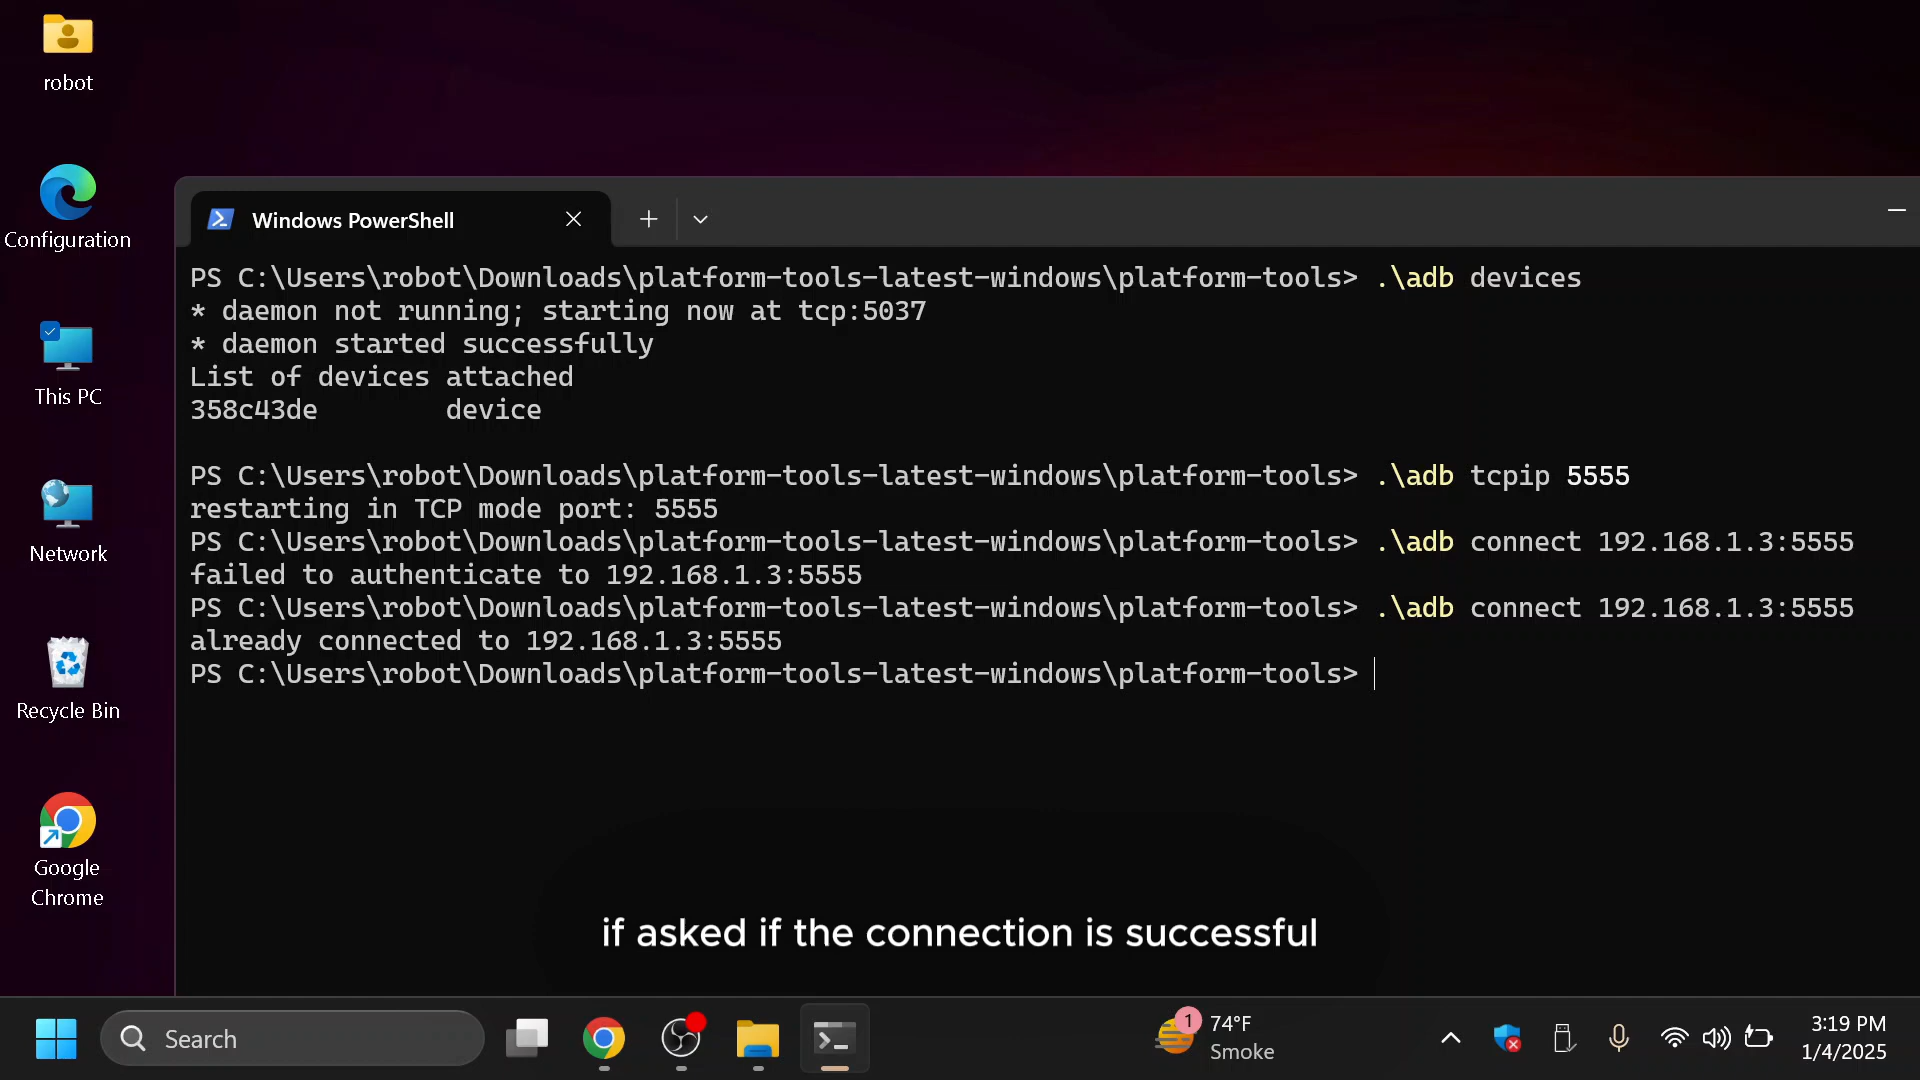 robot
Configuration
This PC
Network
Recycle Bin
Google
Chrome
Windows PowerShell
PS C:\Users\robot\Downloads\platform-tools-latest-windows\platform-tools> .\adb devices
* daemon not running; starting now at tcp:5037
* daemon started successfully
List of devices attached
358c43de        device
PS C:\Users\robot\Downloads\platform-tools-latest-windows\platform-tools> .\adb tcpip 5555
restarting in TCP mode port: 5555
PS C:\Users\robot\Downloads\platform-tools-latest-windows\platform-tools> .\adb connect 192.168.1.3:5555
failed to authenticate to 192.168.1.3:5555
PS C:\Users\robot\Downloads\platform-tools-latest-windows\platform-tools> .\adb connect 192.168.1.3:5555
already connected to 192.168.1.3:5555
PS C:\Users\robot\Downloads\platform-tools-latest-windows\platform-tools>
if asked if the connection is successful
Search
1
74°F
Smoke
3:19 PM
1/4/2025